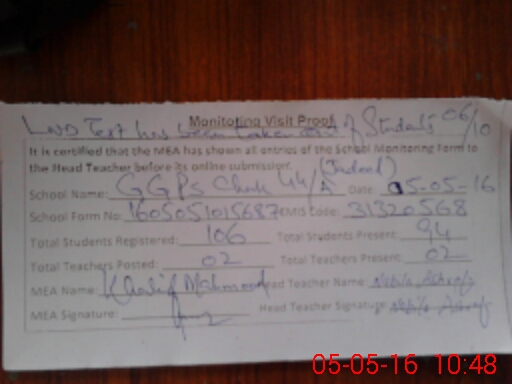 LND Test has been taken of Students 06/10
Monitoring Visit Proof
It is certified that the MEA has shown all entries of the School Monitoring Form to
the Head Teacher before its online submission.
School Name: GGPS Chak 44/A Date: 05-05-16
School Form No: 1605051015687 EMIS Code: 31320568
Total Students Registered: 106 Total Students Present: 94
Total Teachers Posted: 02 Total Teachers Present: 02
MEA Name: Khalid Mahmood Head Teacher Name: Nabila Ashraf
MEA Signature: Head Teacher Signature: Nabila Ashraf
05-05-16 10:48